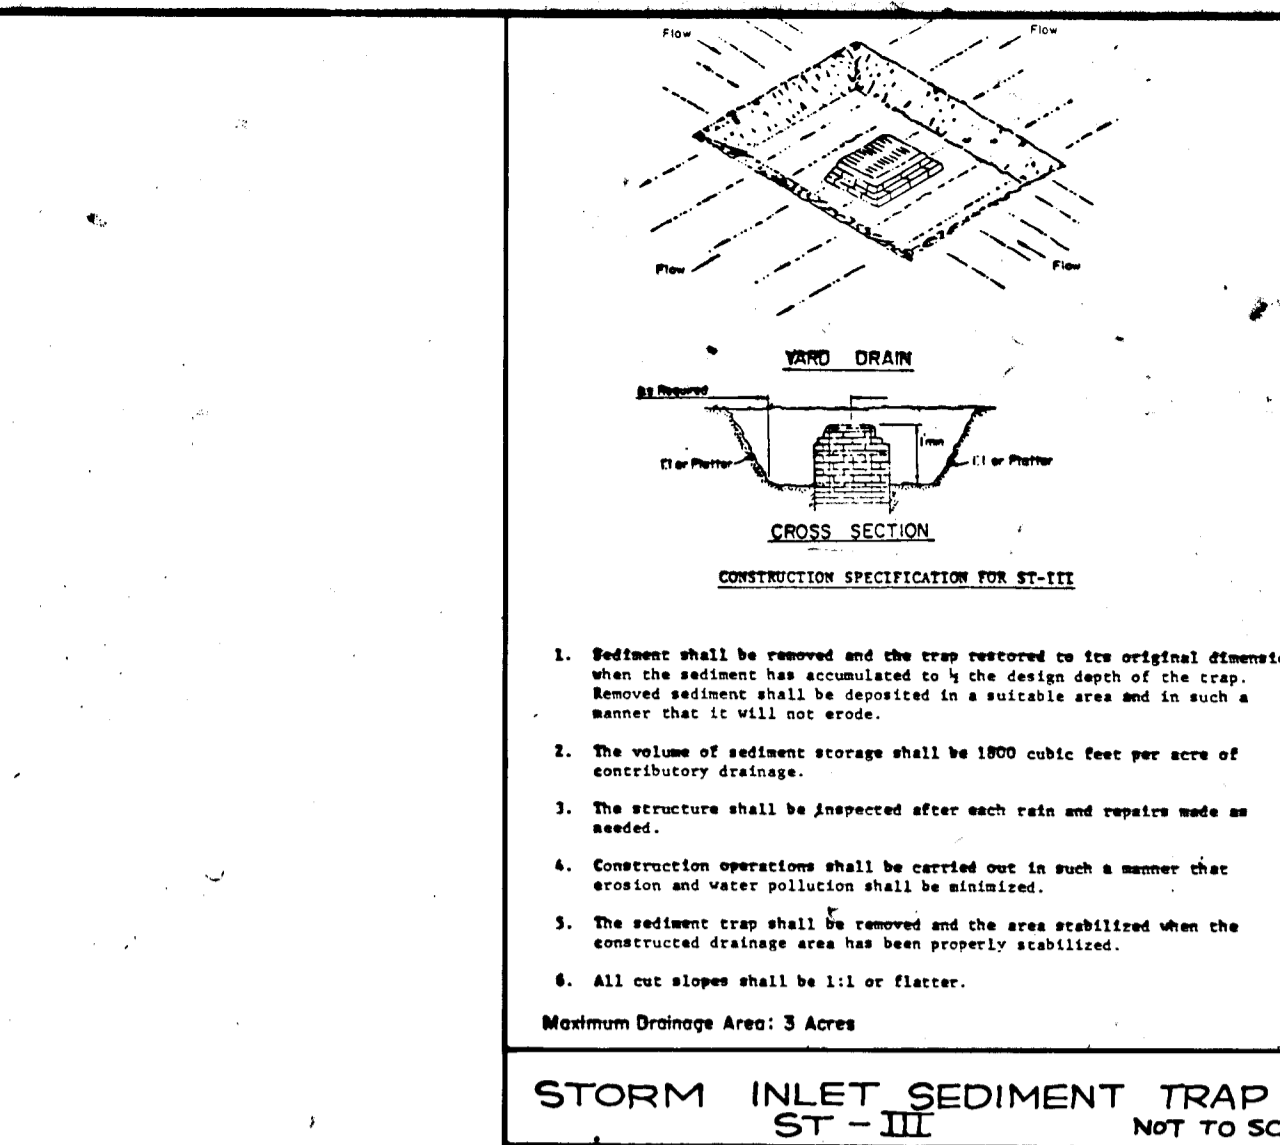 Flow
Flow
Flow
Flow
YARD DRAIN
As Required
1' min
1:1 or Flatter
1:1 or Flatter
CROSS SECTION
CONSTRUCTION SPECIFICATION FOR ST-III
1. Sediment shall be removed and the trap restored to its original dimensi
when the sediment has accumulated to ½ the design depth of the trap.
Removed sediment shall be deposited in a suitable area and in such a
manner that it will not erode.
2. The volume of sediment storage shall be 1800 cubic feet per acre of
contributory drainage.
3. The structure shall be inspected after each rain and repairs made as
needed.
4. Construction operations shall be carried out in such a manner that
erosion and water pollution shall be minimized.
5. The sediment trap shall be removed and the area stabilized when the
constructed drainage area has been properly stabilized.
6. All cut slopes shall be 1:1 or flatter.
Maximum Drainage Area: 3 Acres
STORM INLET SEDIMENT TRAP
ST-III
NOT TO SC